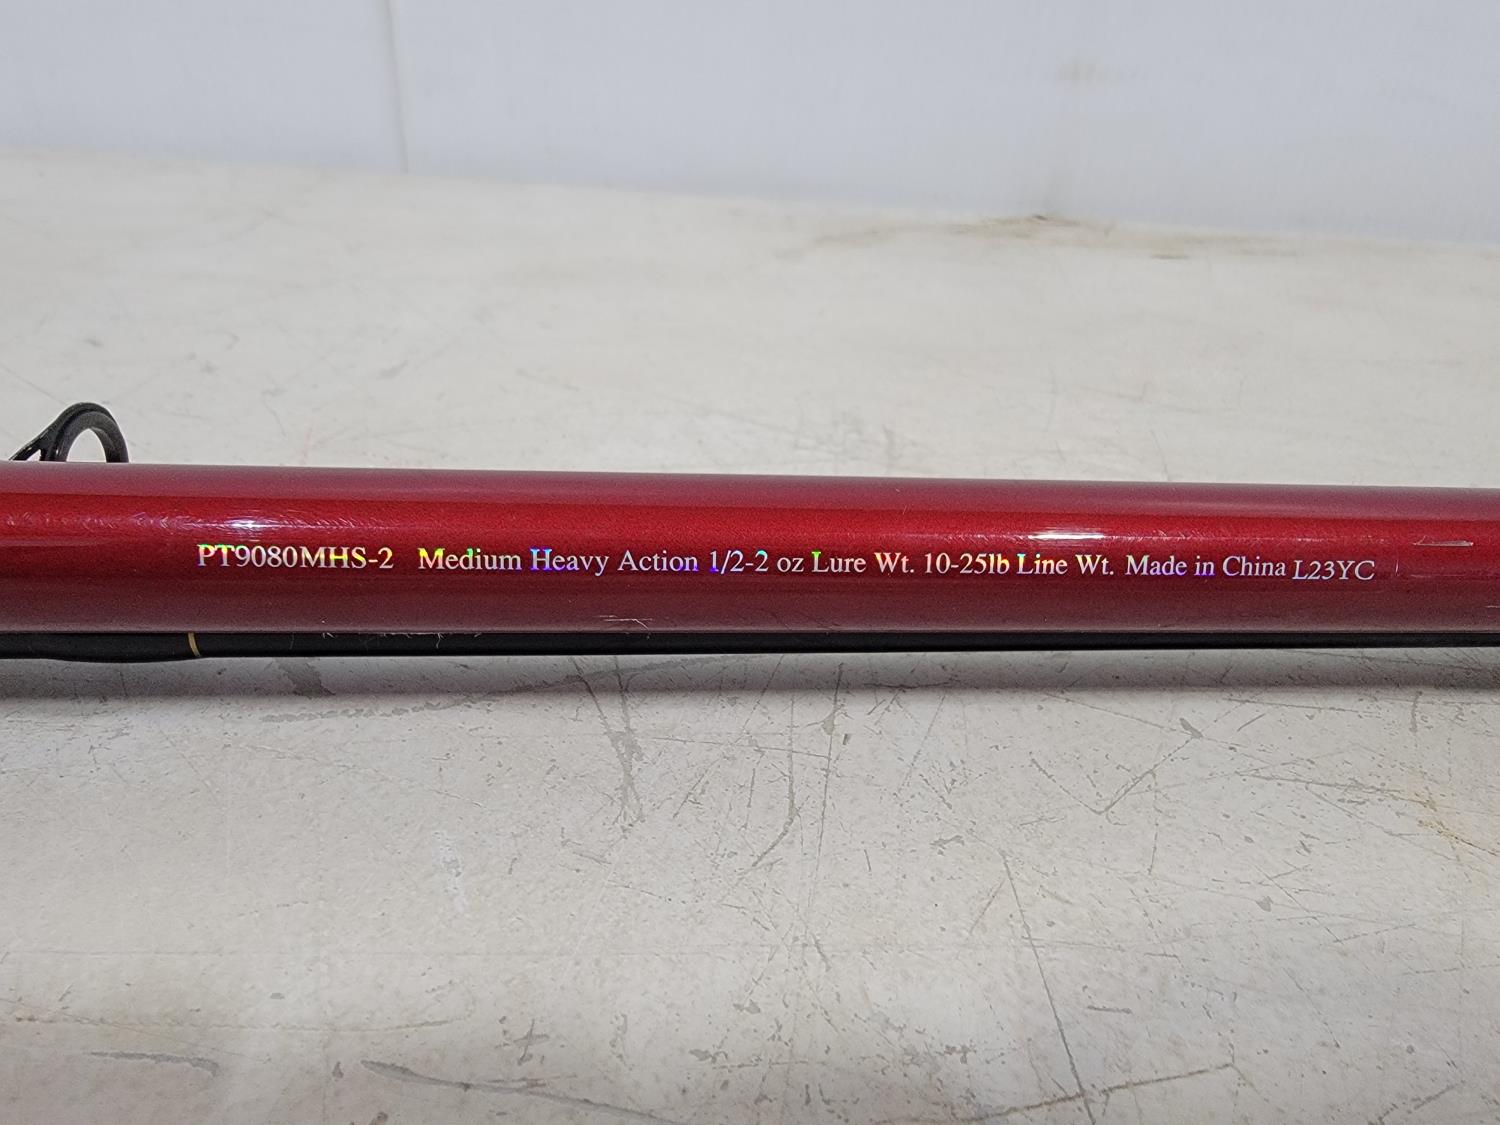 PT9080MHS-2 Medium Heavy Action 1/2-2 oz Lure Wt. 10-25lb Line Wt. Made in China L23YC